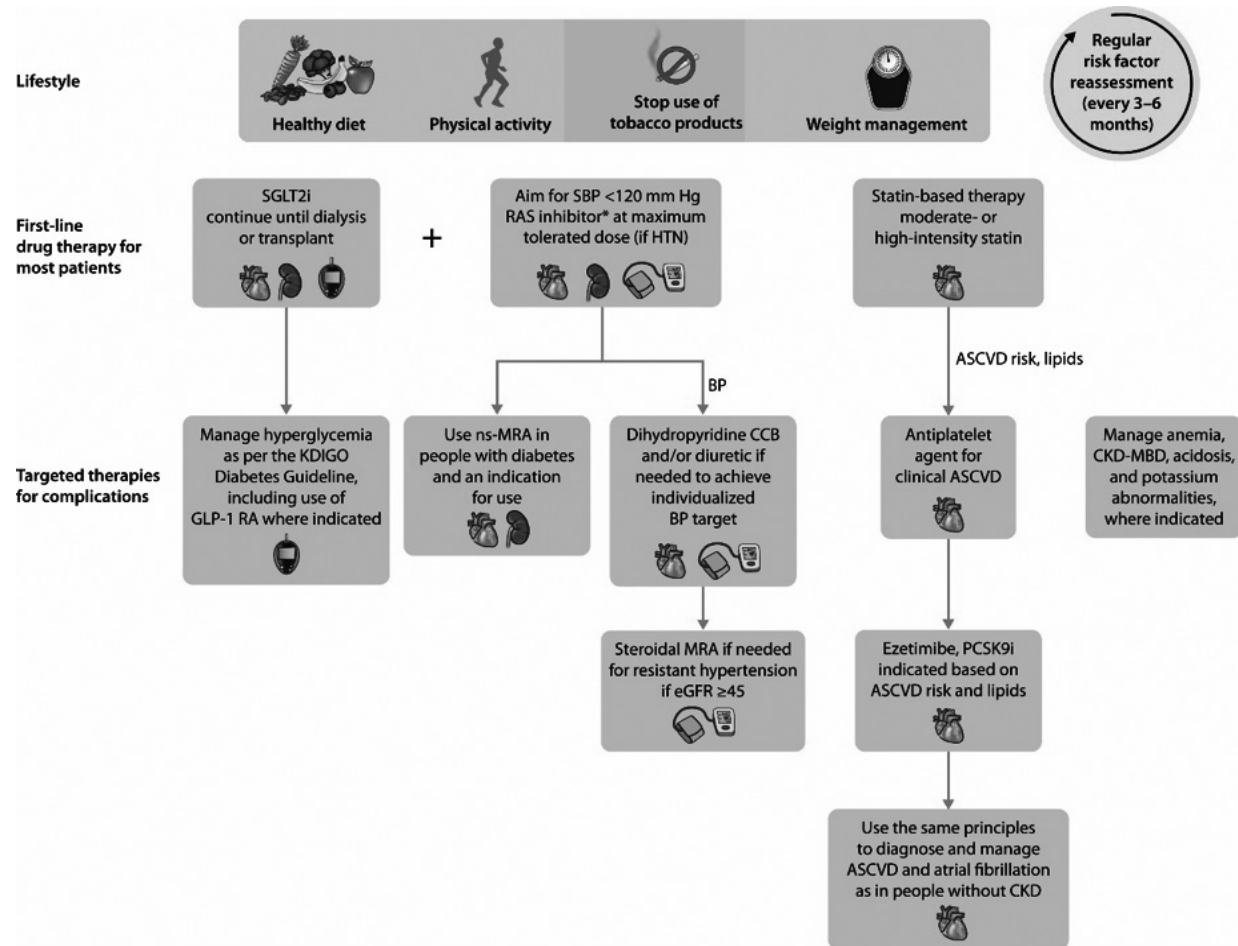 Lifestyle
Healthy diet
Physical activity
Stop use of
tobacco products
Weight management
Regular
risk factor
reassessment
(every 3–6
months)
First-line
drug therapy for
most patients
SGLT2i
continue until dialysis
or transplant
+
Aim for SBP <120 mm Hg
RAS inhibitor* at maximum
tolerated dose (if HTN)
Statin-based therapy
moderate- or
high-intensity statin
ASCVD risk, lipids
BP
Targeted therapies
for complications
Manage hyperglycemia
as per the KDIGO
Diabetes Guideline,
including use of
GLP-1 RA where indicated
Use ns-MRA in
people with diabetes
and an indication
for use
Dihydropyridine CCB
and/or diuretic if
needed to achieve
individualized
BP target
Antiplatelet
agent for
clinical ASCVD
Manage anemia,
CKD-MBD, acidosis,
and potassium
abnormalities,
where indicated
Steroidal MRA if needed
for resistant hypertension
if eGFR ≥45
Ezetimibe, PCSK9i
indicated based on
ASCVD risk and lipids
Use the same principles
to diagnose and manage
ASCVD and atrial fibrillation
as in people without CKD